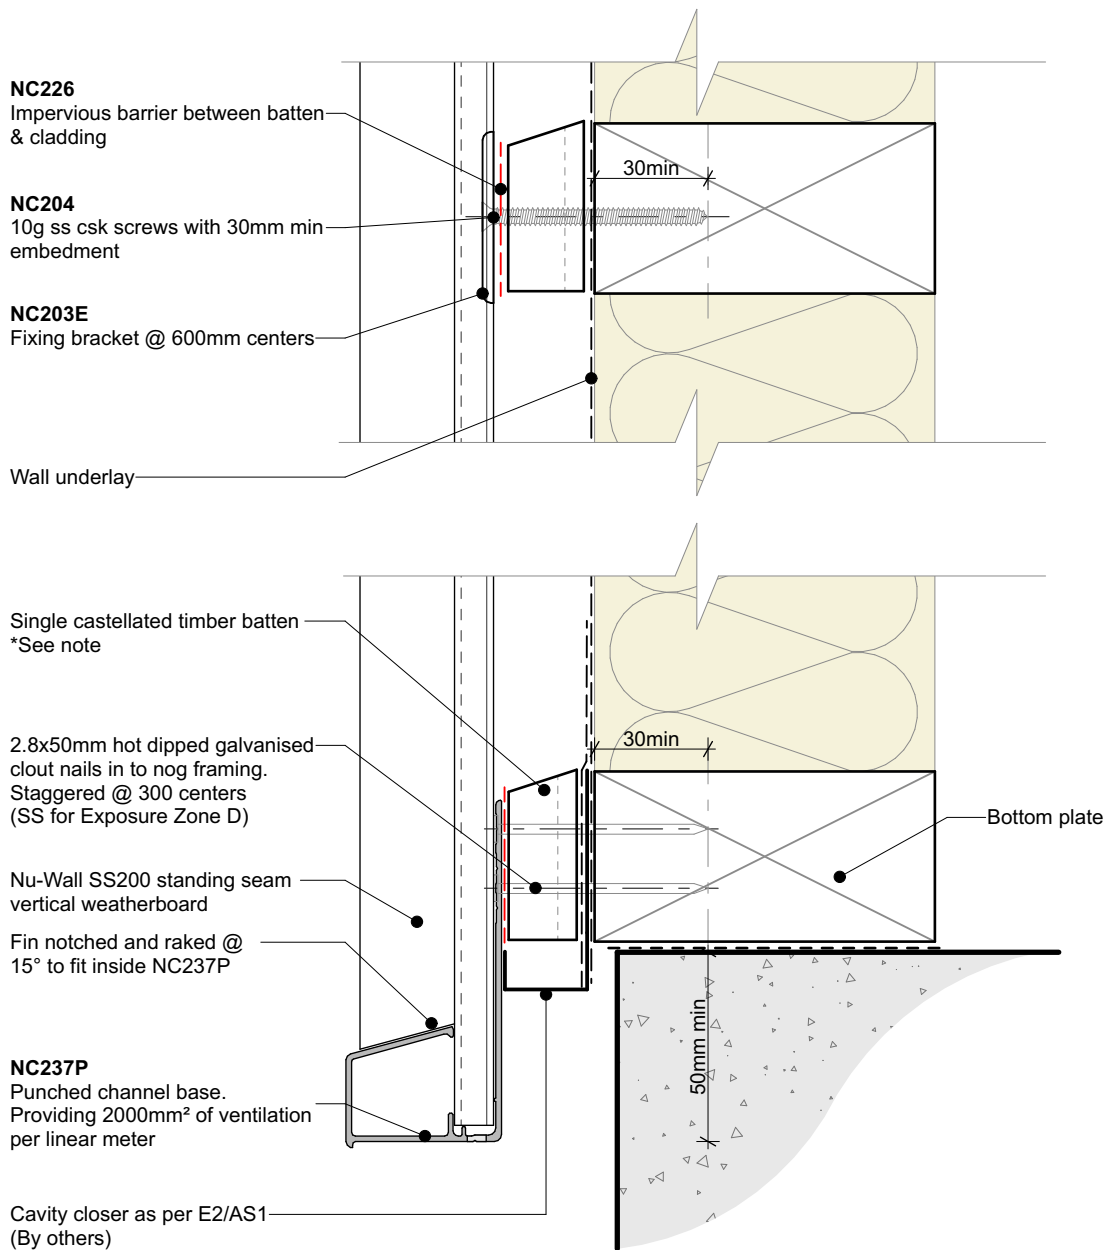 NC226
Impervious barrier between batten
& cladding
30min
NC204
10g ss csk screws with 30mm min
embedment
NC203E
Fixing bracket @ 600mm centers
Wall underlay
Single castellated timber batten
*See note
2.8x50mm hot dipped galvanised
clout nails in to nog framing.
Staggered @ 300 centers
(SS for Exposure Zone D)
30min
Bottom plate
Nu-Wall SS200 standing seam
vertical weatherboard
Fin notched and raked @
15° to fit inside NC237P
50mm min
NC237P
Punched channel base.
Providing 2000mm² of ventilation
per linear meter
Cavity closer as per E2/AS1
(By others)